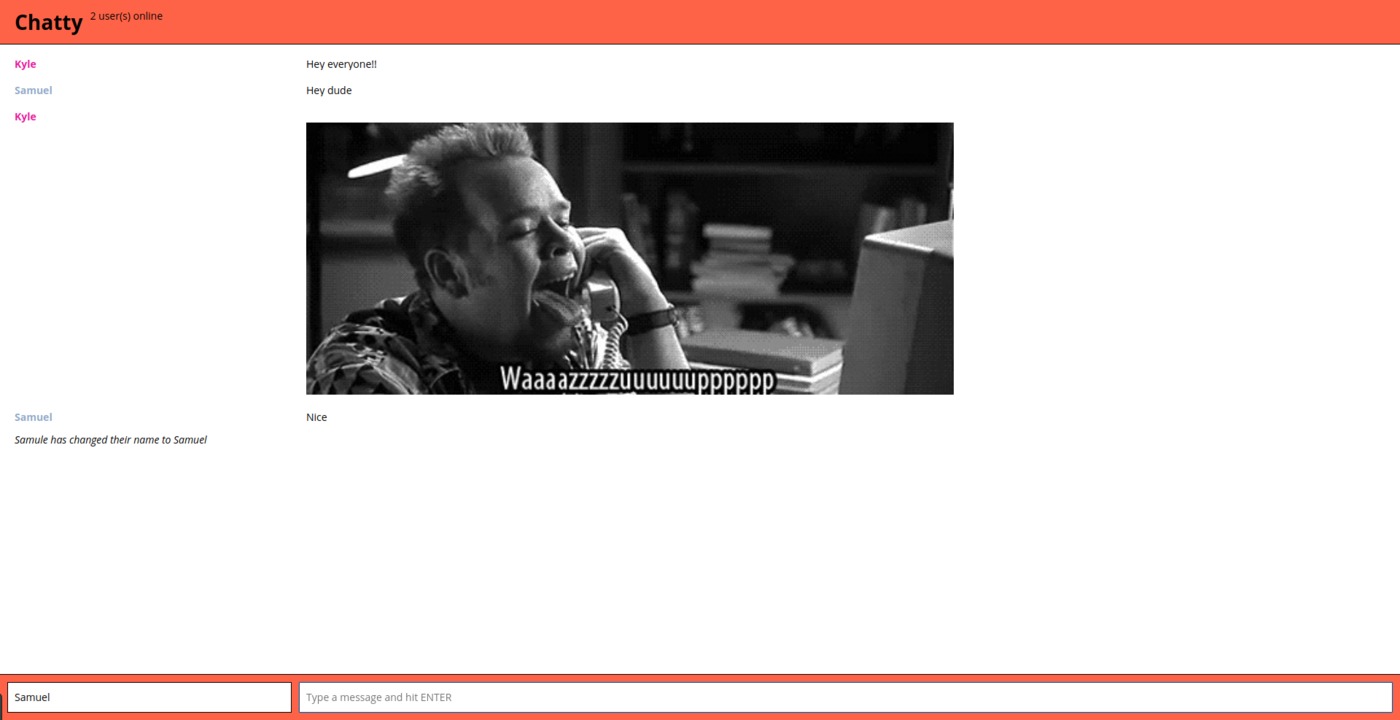 Chatty 2 user(s) online
Kyle Hey everyone!!
Samuel Hey dude
Kyle
Waaaazzzzzuuuuuupppppp
Samuel Nice
Samule has changed their name to Samuel
Samuel Type a message and hit ENTER